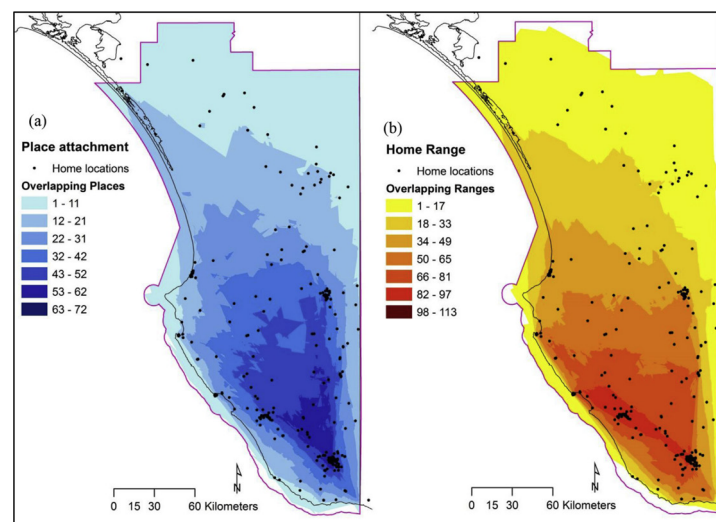 (a)
Place attachment
Home locations
Overlapping Places
1 - 11
12 - 21
22 - 31
32 - 42
43 - 52
53 - 62
63 - 72
N
0 15 30 60 Kilometers
(b)
Home Range
Home locations
Overlapping Ranges
1 - 17
18 - 33
34 - 49
50 - 65
66 - 81
82 - 97
98 - 113
N
0 15 30 60 Kilometers